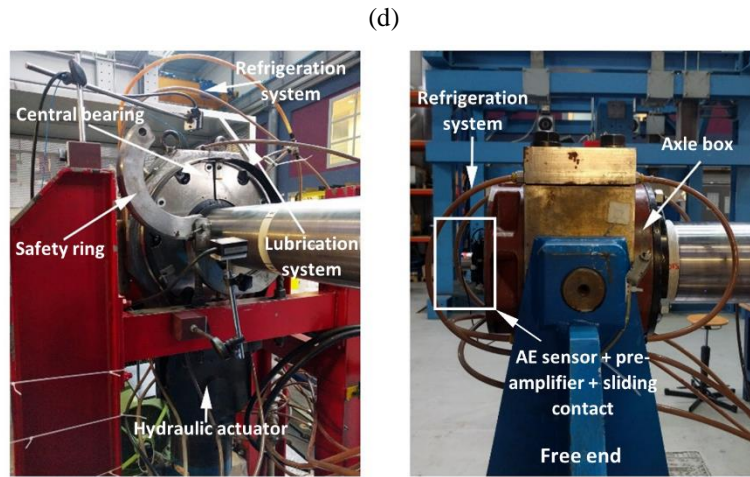 (d)
Refrigeration
system
Central bearing
Safety ring
Lubrication
system
Hydraulic actuator
Refrigeration
system
Axle box
AE sensor + pre-
amplifier + sliding
contact
Free end